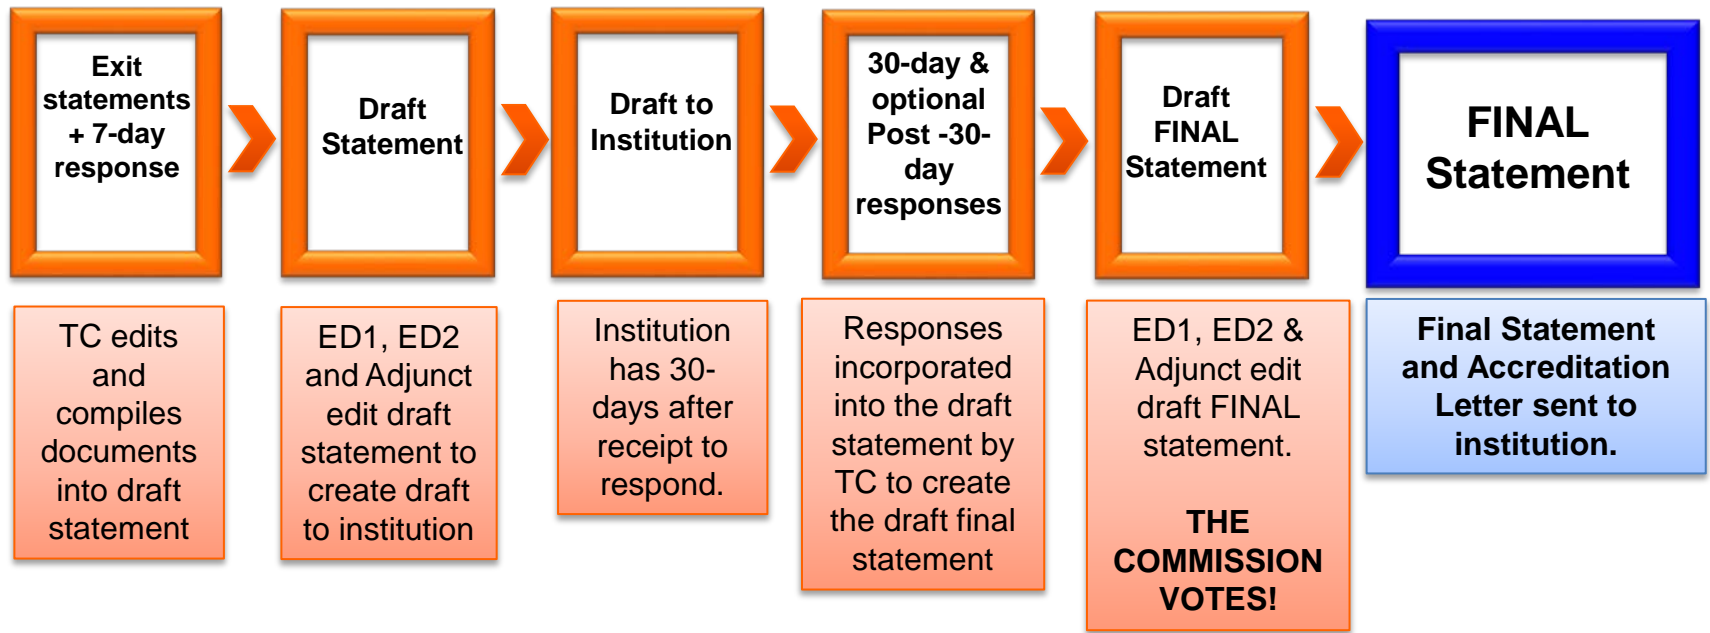 Exit
statements
+ 7-day
response
Draft
Statement
Draft to
Institution
30-day &
optional
Post -30-
day
responses
Draft
FINAL
Statement
FINAL
Statement
TC edits
and
compiles
documents
into draft
statement
ED1, ED2
and Adjunct
edit draft
statement to
create draft
to institution
Institution
has 30-
days after
receipt to
respond.
Responses
incorporated
into the draft
statement by
TC to create
the draft final
statement
ED1, ED2 &
Adjunct edit
draft FINAL
statement.
THE
COMMISSION
VOTES!
Final Statement
and Accreditation
Letter sent to
institution.